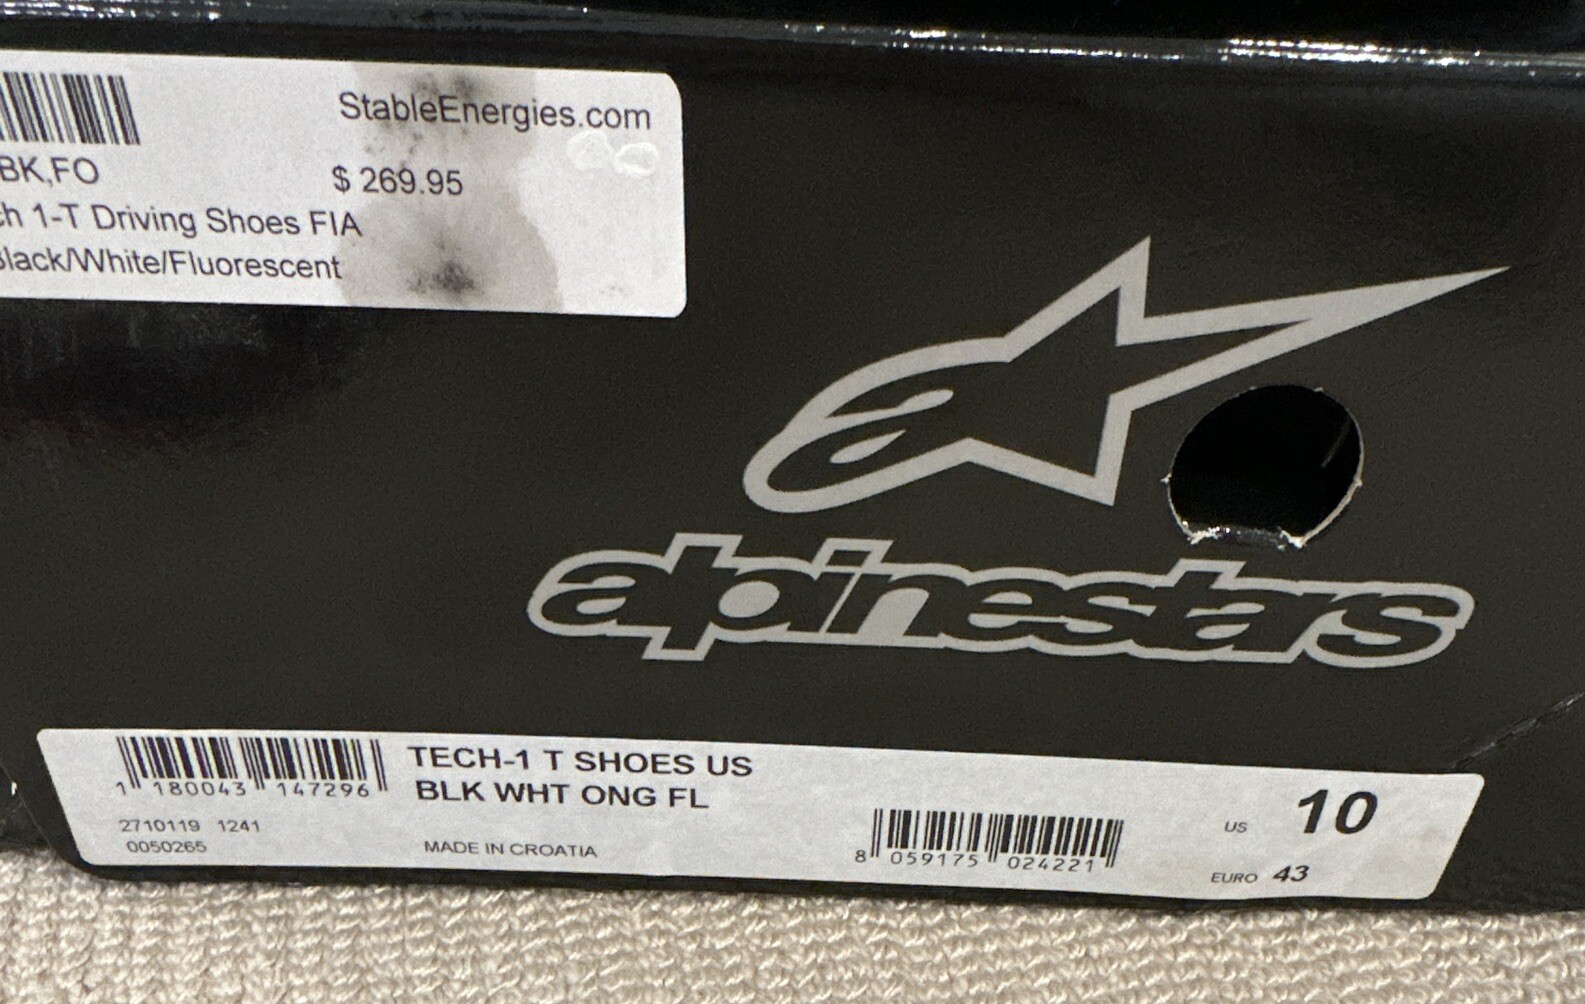 StableEnergies.com
BK,FO
$ 269.95
ch 1-T Driving Shoes FIA
Black/White/Fluorescent
a
alpinestars
TECH-1 T SHOES US
BLK WHT ONG FL
1 180043 147296
2710119 1241
0050265
MADE IN CROATIA
8 059175 024221
US 10
EURO 43